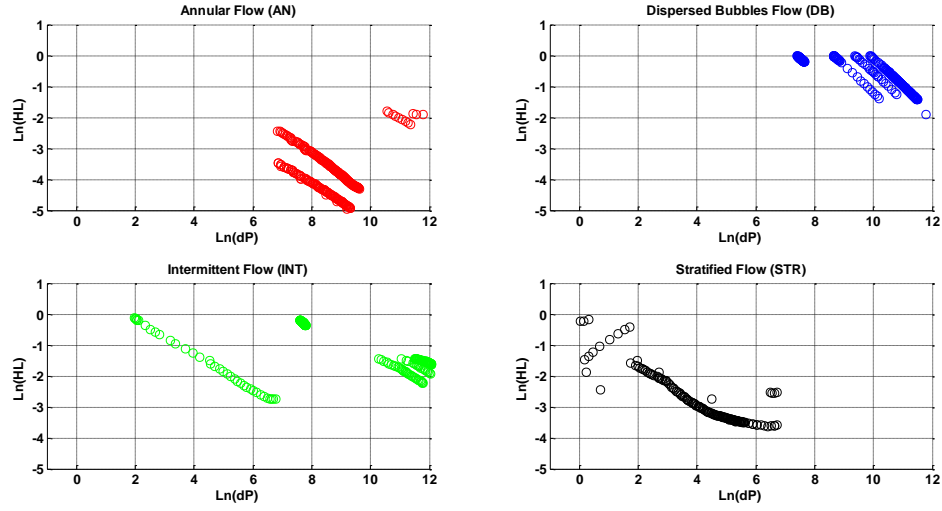 Annular Flow (AN)
1
0
-1
-2
-3
-4
-5
Ln(HL)
0 2 4 6 8 10 12
Ln(dP)
Dispersed Bubbles Flow (DB)
1
0
-1
-2
-3
-4
-5
Ln(HL)
0 2 4 6 8 10 12
Ln(dP)
Intermittent Flow (INT)
1
0
-1
-2
-3
-4
-5
Ln(HL)
0 2 4 6 8 10 12
Ln(dP)
Stratified Flow (STR)
1
0
-1
-2
-3
-4
-5
Ln(HL)
0 2 4 6 8 10 12
Ln(dP)